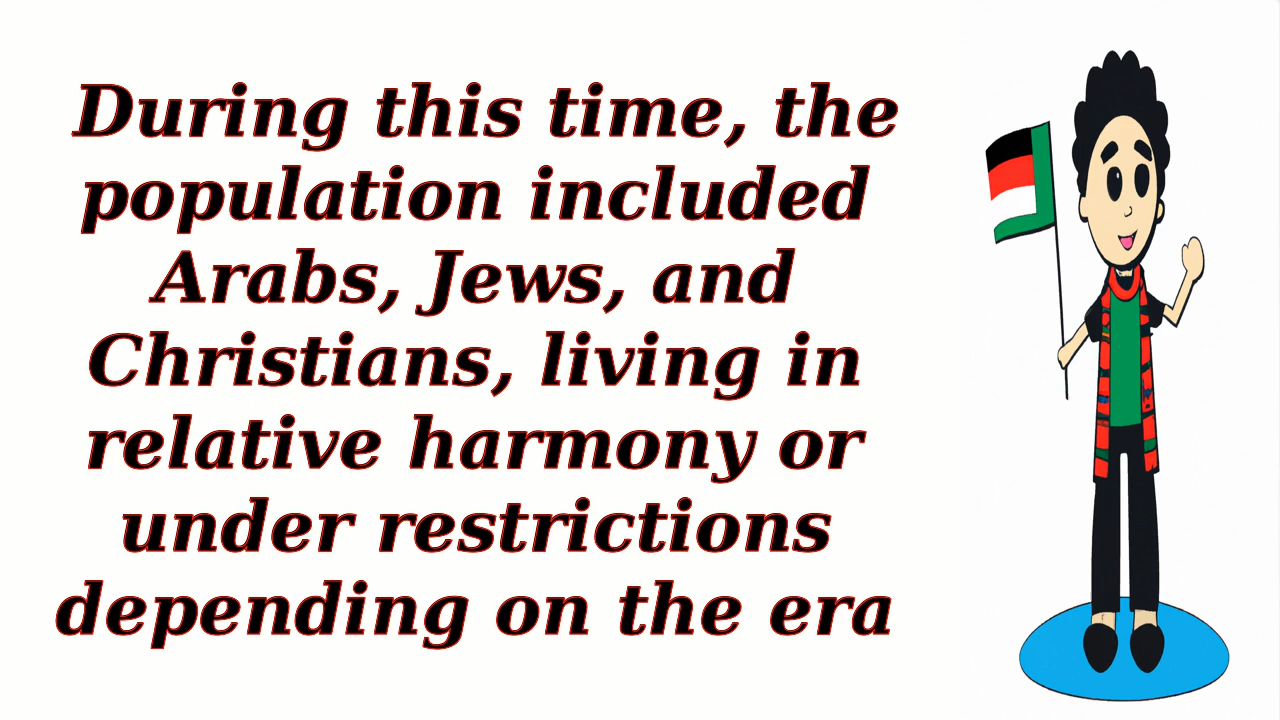 During this time, the
population included
Arabs, Jews, and
Christians, living in
relative harmony or
under restrictions
depending on the era